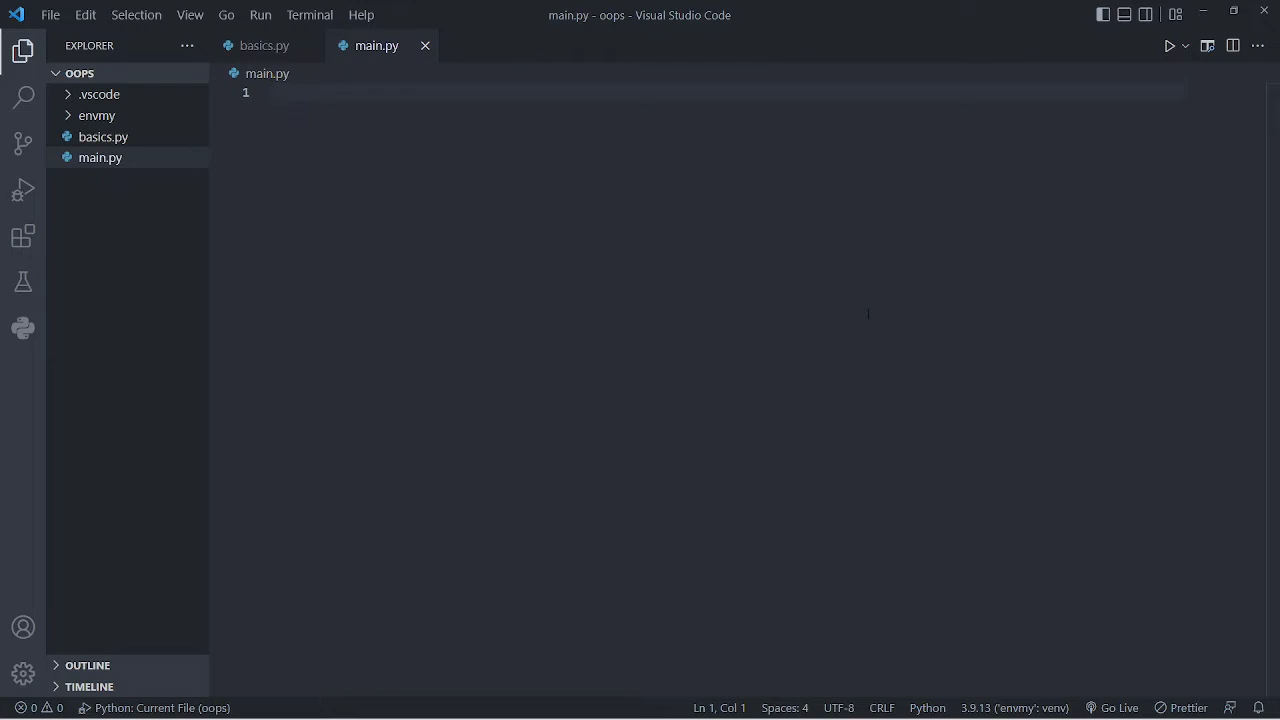 File Edit Selection View Go Run Terminal Help main.py - oops - Visual Studio Code
EXPLORER basics.py main.py
OOPS main.py
.vscode 1
envmy
basics.py
main.py
OUTLINE
TIMELINE
0 0 Python: Current File (oops) Ln 1, Col 1 Spaces: 4 UTF-8 CRLF Python 3.9.13 ('envmy': venv) Go Live Prettier